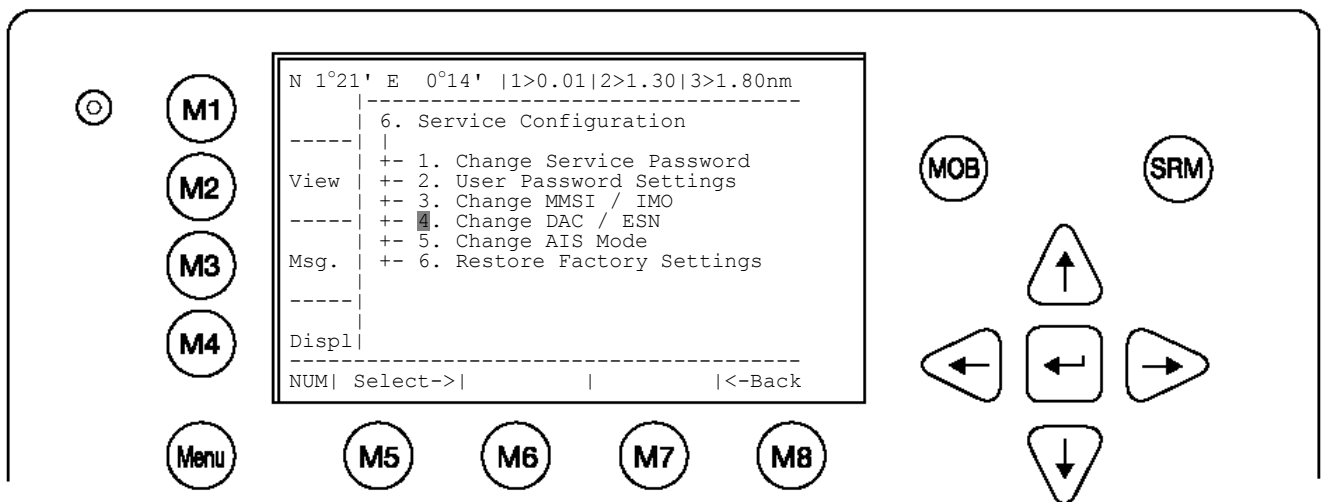 N 1°21' E  0°14' |1>0.01|2>1.30|3>1.80nm
6. Service Configuration
+- 1. Change Service Password
View | +- 2. User Password Settings
+- 3. Change MMSI / IMO
-----| +- 4. Change DAC / ESN
+- 5. Change AIS Mode
Msg. | +- 6. Restore Factory Settings
Displ|
NUM| Select->|       |       |<-Back
M1
M2
M3
M4
MOB
SRM
Menu
M5
M6
M7
M8